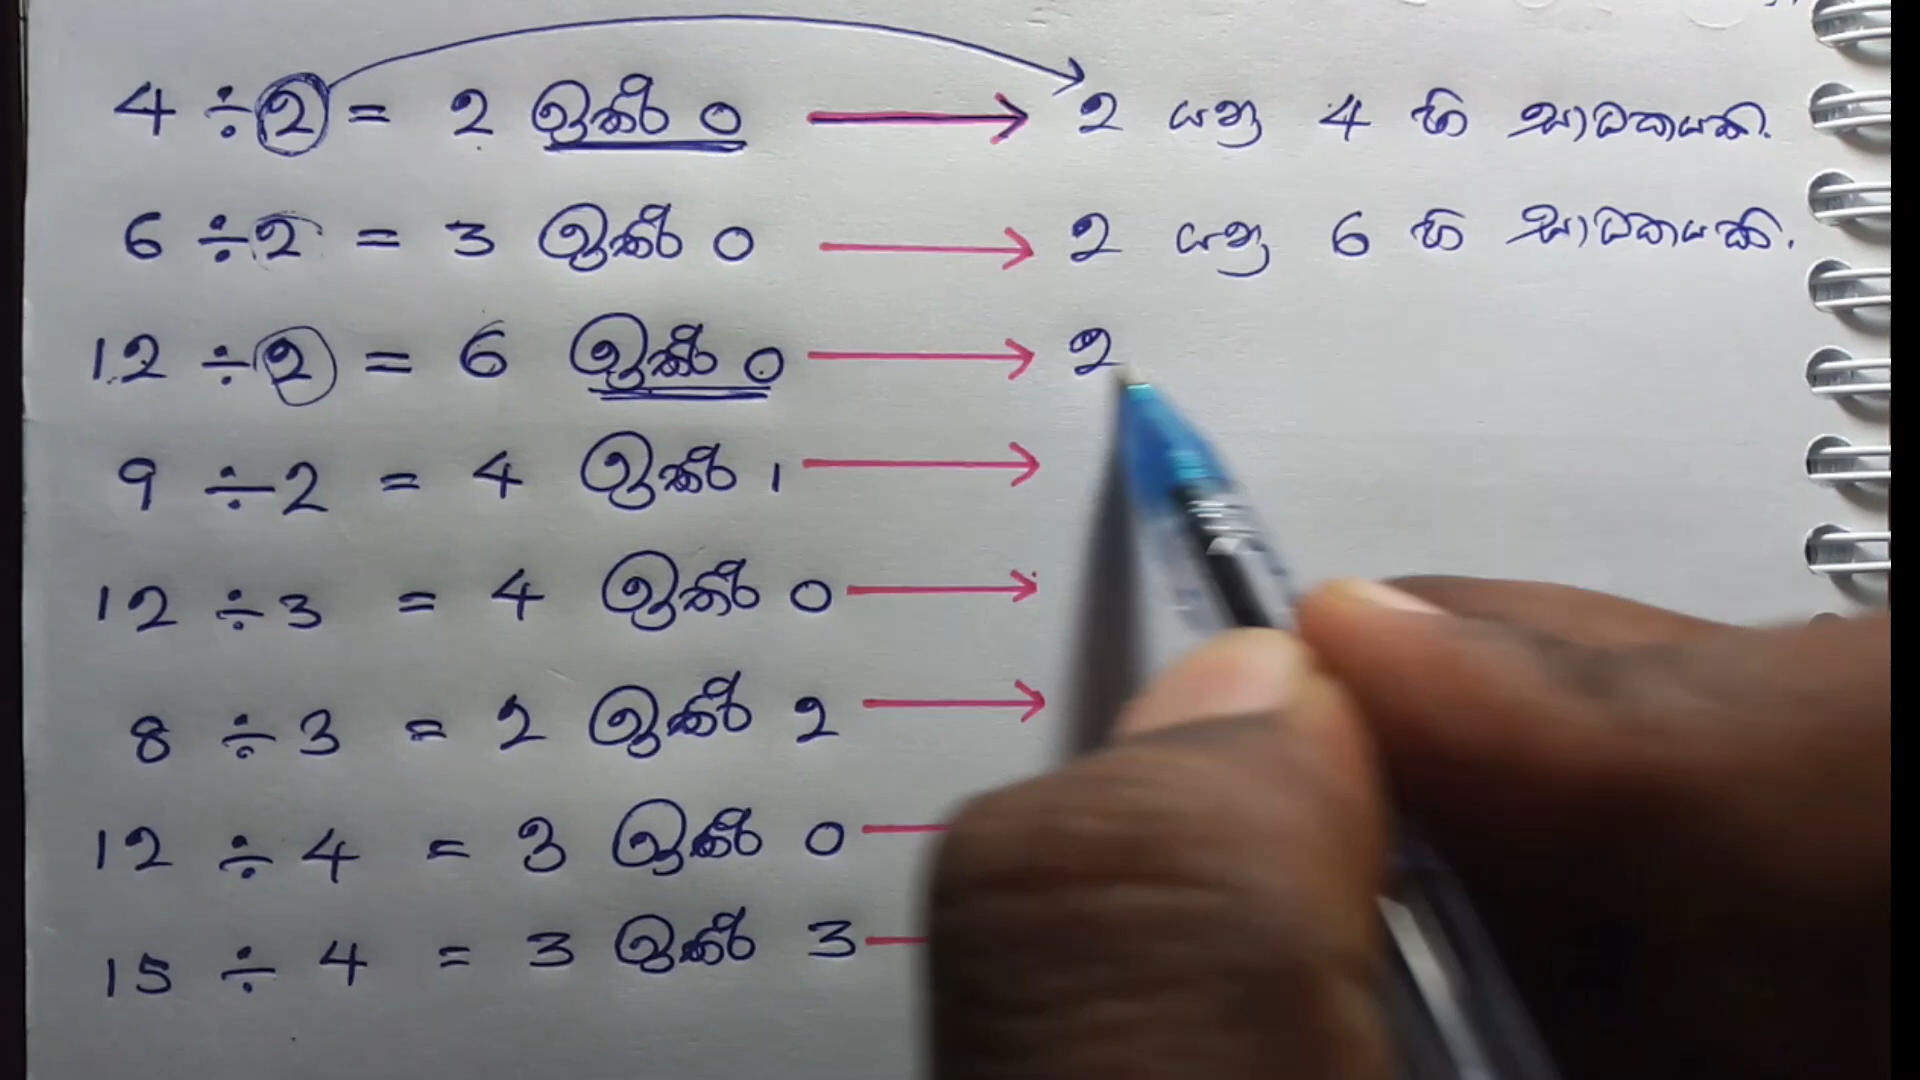 4 ÷ 2 = 2 ඉතිරි 0 → 2 යනු 4 හි සාධකයකි.
6 ÷ 2 = 3 ඉතිරි 0 → 2 යනු 6 හි සාධකයකි.
12 ÷ 2 = 6 ඉතිරි 0 → 2
9 ÷ 2 = 4 ඉතිරි 1 →
12 ÷ 3 = 4 ඉතිරි 0 →
8 ÷ 3 = 2 ඉතිරි 2 →
12 ÷ 4 = 3 ඉතිරි 0
15 ÷ 4 = 3 ඉතිරි 3